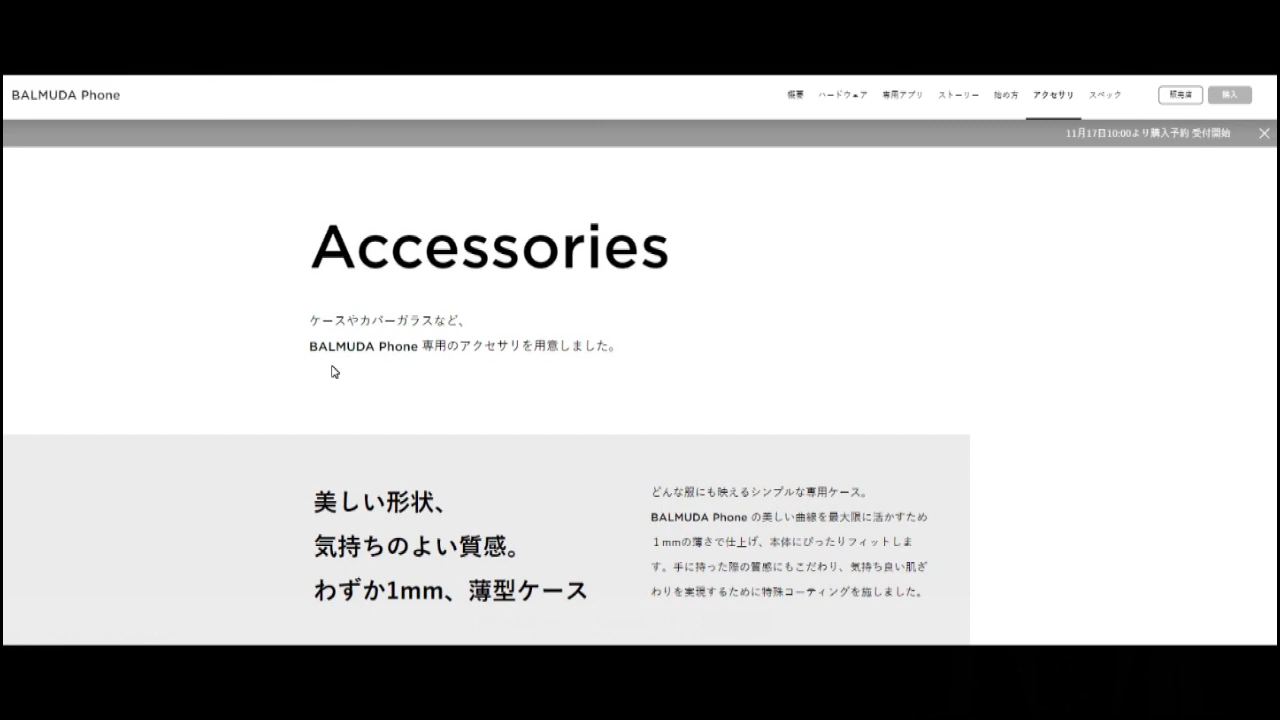 BALMUDA Phone
概要 ハードウェア 専用アプリ ストーリー 始め方 アクセサリ スペック 販売店 購入
11月17日10:00より購入予約 受付開始
Accessories
ケースやカバーガラスなど、
BALMUDA Phone 専用のアクセサリを用意しました。
美しい形状、
気持ちのよい質感。
わずか1mm、薄型ケース
どんな服にも映えるシンプルな専用ケース。
BALMUDA Phone の美しい曲線を最大限に活かすため
１mmの薄さで仕上げ、本体にぴったりフィットしま
す。手に持った際の質感にもこだわり、気持ち良い肌ざ
わりを実現するために特殊コーティングを施しました。